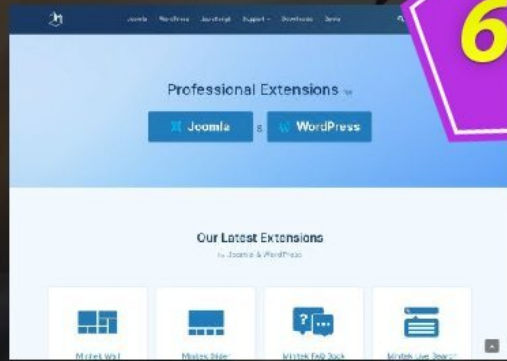 6
Joomla WordPress JavaScript Support Downloads Demo
Professional Extensions for
Joomla & WordPress
Our Latest Extensions
for Joomla & WordPress
Minitek Wall Minitek Slider Minitek FAQ Book Minitek Live Search